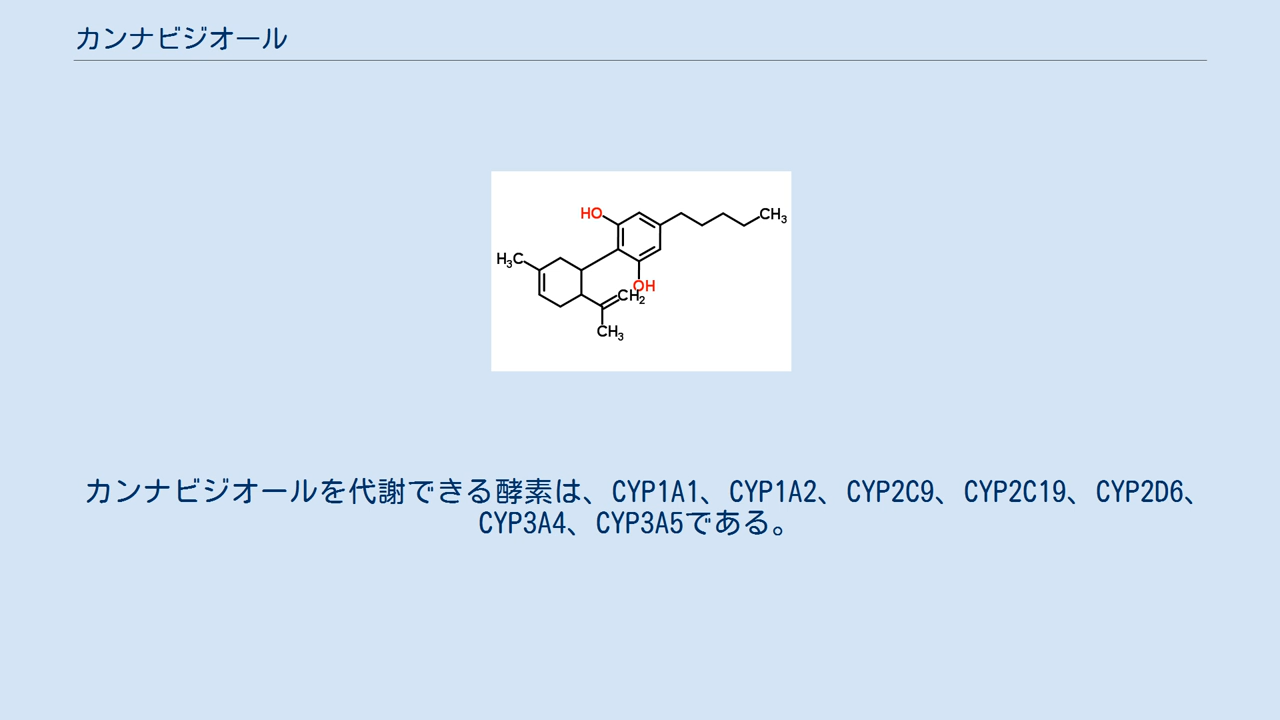 カンナビジオール
HO
CH3
H3C
OH
CH2
CH3
カンナビジオールを代謝できる酵素は、CYP1A1、CYP1A2、CYP2C9、CYP2C19、CYP2D6、
CYP3A4、CYP3A5である。